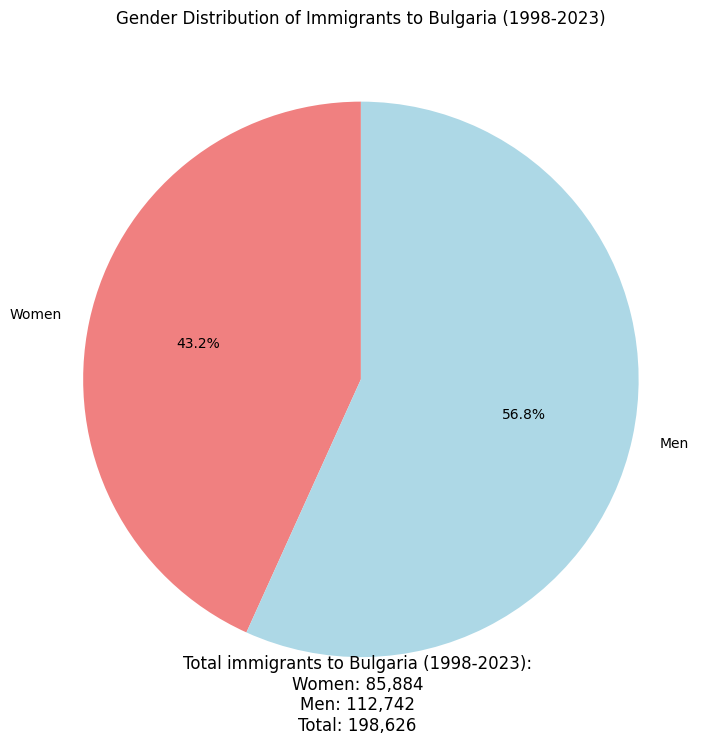 Gender Distribution of Immigrants to Bulgaria (1998-2023)
Women
43.2%
56.8%
Men
Total immigrants to Bulgaria (1998-2023):
Women: 85,884
Men: 112,742
Total: 198,626